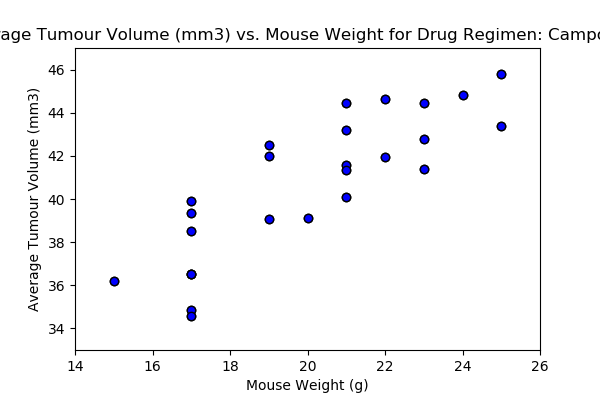 rage Tumour Volume (mm3) vs. Mouse Weight for Drug Regimen: Campo
46
44
42
40
38
36
34
Average Tumour Volume (mm3)
14 16 18 20 22 24 26
Mouse Weight (g)